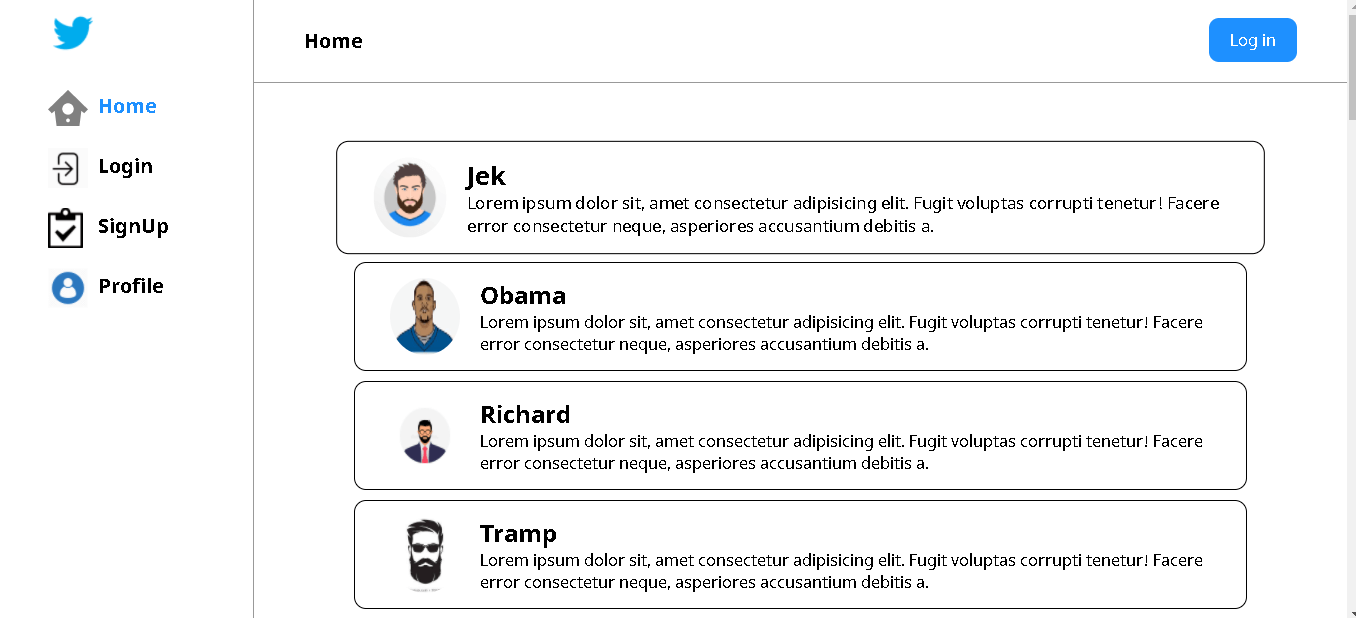 Home
Login
SignUp
Profile
Home
Log in
Jek
Lorem ipsum dolor sit, amet consectetur adipisicing elit. Fugit voluptas corrupti tenetur! Facere
error consectetur neque, asperiores accusantium debitis a.
Obama
Lorem ipsum dolor sit, amet consectetur adipisicing elit. Fugit voluptas corrupti tenetur! Facere
error consectetur neque, asperiores accusantium debitis a.
Richard
Lorem ipsum dolor sit, amet consectetur adipisicing elit. Fugit voluptas corrupti tenetur! Facere
error consectetur neque, asperiores accusantium debitis a.
Tramp
Lorem ipsum dolor sit, amet consectetur adipisicing elit. Fugit voluptas corrupti tenetur! Facere
error consectetur neque, asperiores accusantium debitis a.